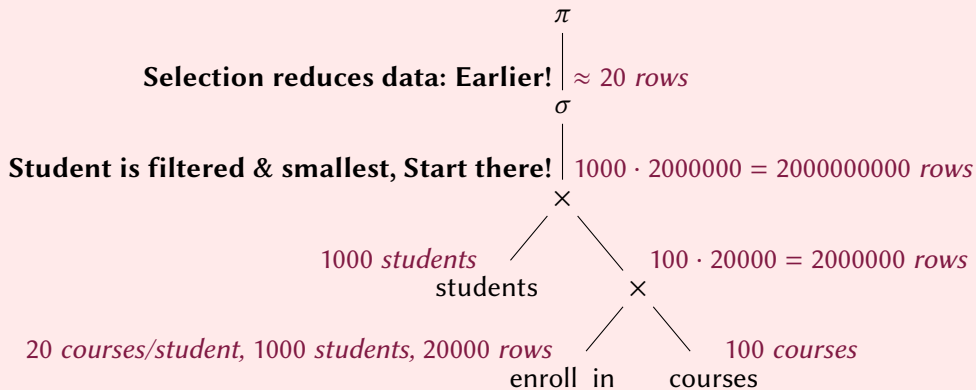 π
Selection reduces data: Earlier! ≈ 20 rows
σ
Student is filtered & smallest, Start there! 1000 · 2000000 = 2000000000 rows
×
1000 students 100 · 20000 = 2000000 rows
students ×
20 courses/student, 1000 students, 20000 rows 100 courses
enroll in courses